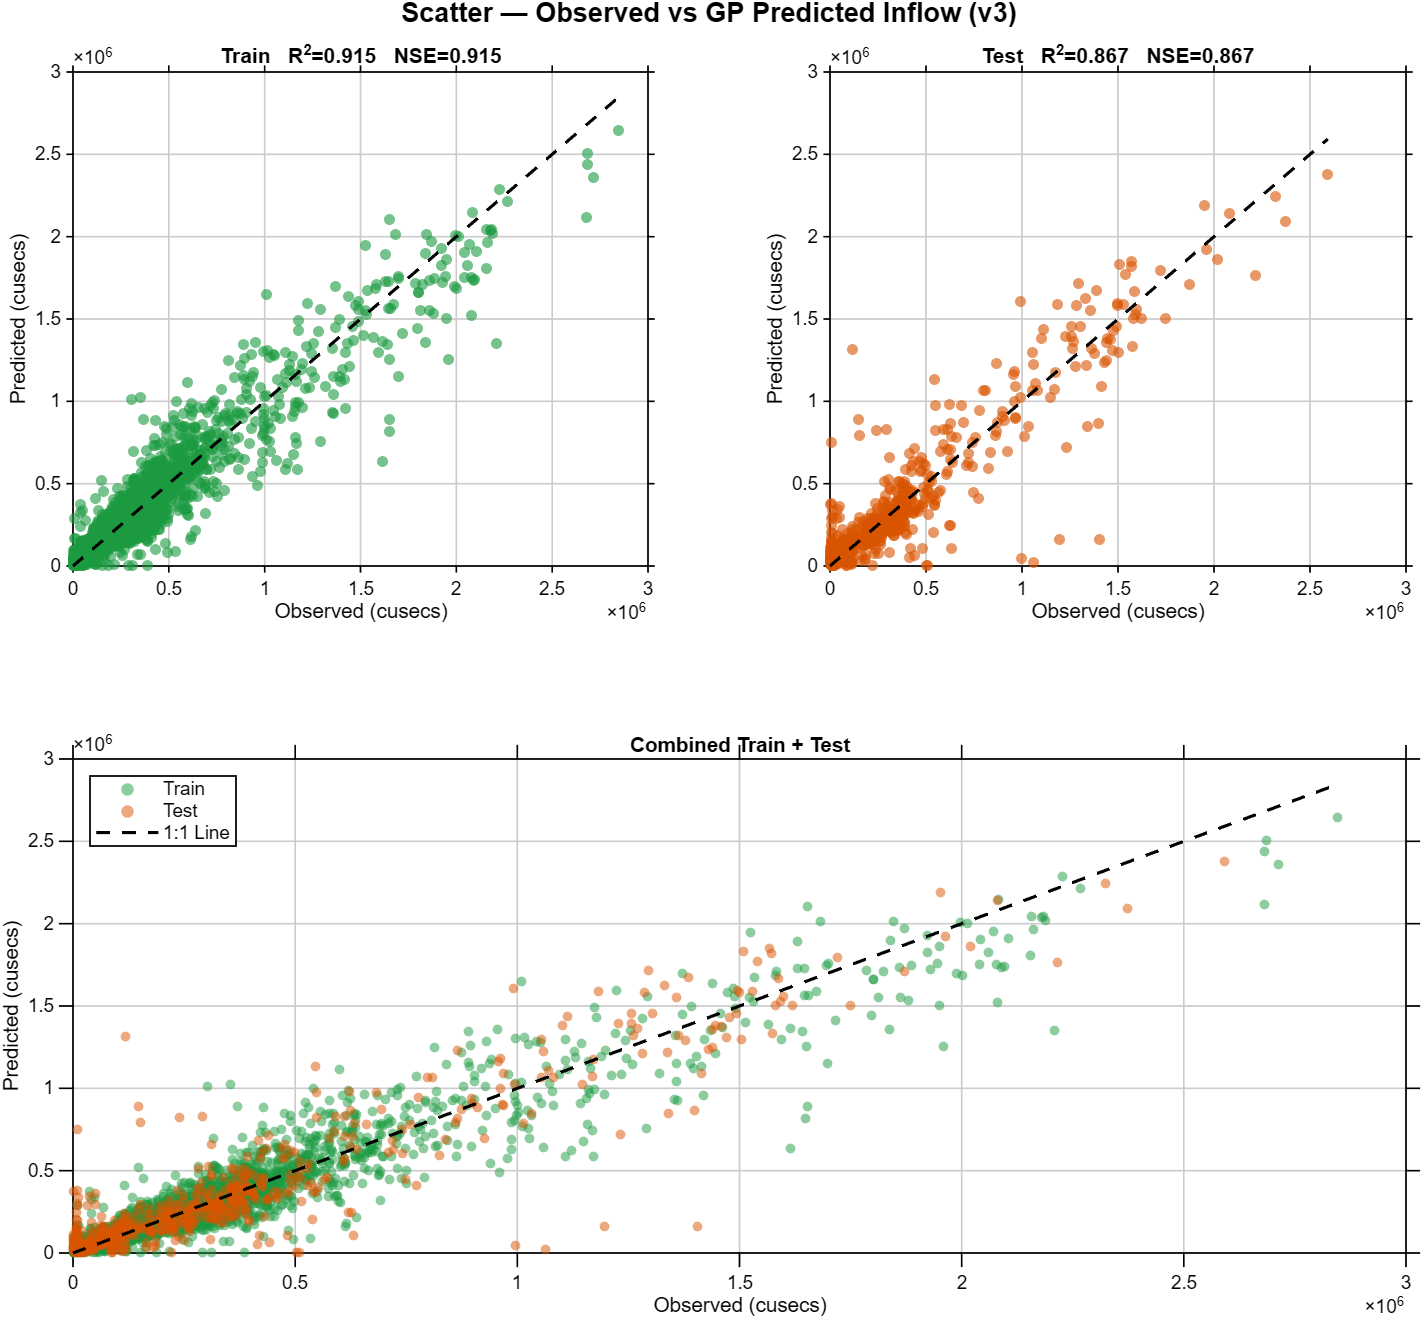 Scatter — Observed vs GP Predicted Inflow (v3)
Train R²=0.915 NSE=0.915
×10⁶
3
2.5
2
1.5
1
0.5
0
Predicted (cusecs)
0 0.5 1 1.5 2 2.5 3
Observed (cusecs)
×10⁶
Test R²=0.867 NSE=0.867
×10⁶
3
2.5
2
1.5
1
0.5
0
Predicted (cusecs)
0 0.5 1 1.5 2 2.5 3
Observed (cusecs)
×10⁶
Combined Train + Test
×10⁶
Train
Test
1:1 Line
3
2.5
2
1.5
1
0.5
0
Predicted (cusecs)
0 0.5 1 1.5 2 2.5 3
Observed (cusecs)
×10⁶